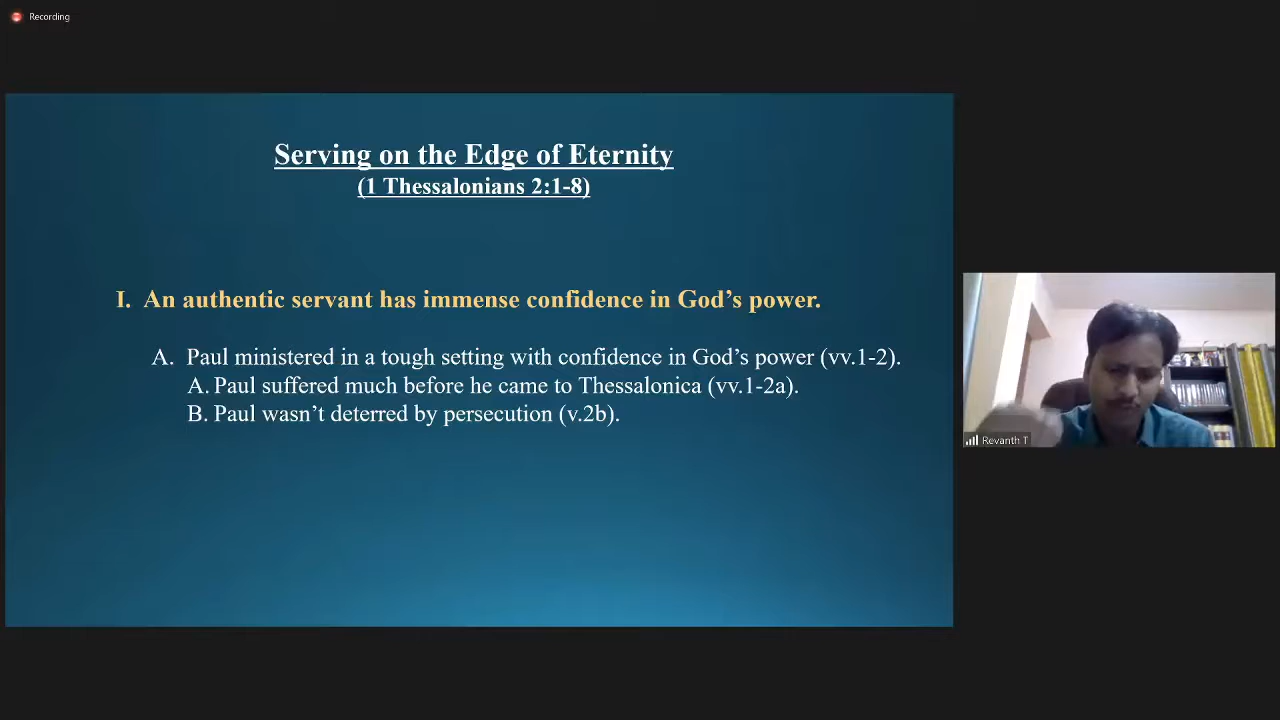 Recording
Serving on the Edge of Eternity
(1 Thessalonians 2:1-8)
I. An authentic servant has immense confidence in God’s power.
A. Paul ministered in a tough setting with confidence in God’s power (vv.1-2).
A. Paul suffered much before he came to Thessalonica (vv.1-2a).
B. Paul wasn’t deterred by persecution (v.2b).
Revanth T